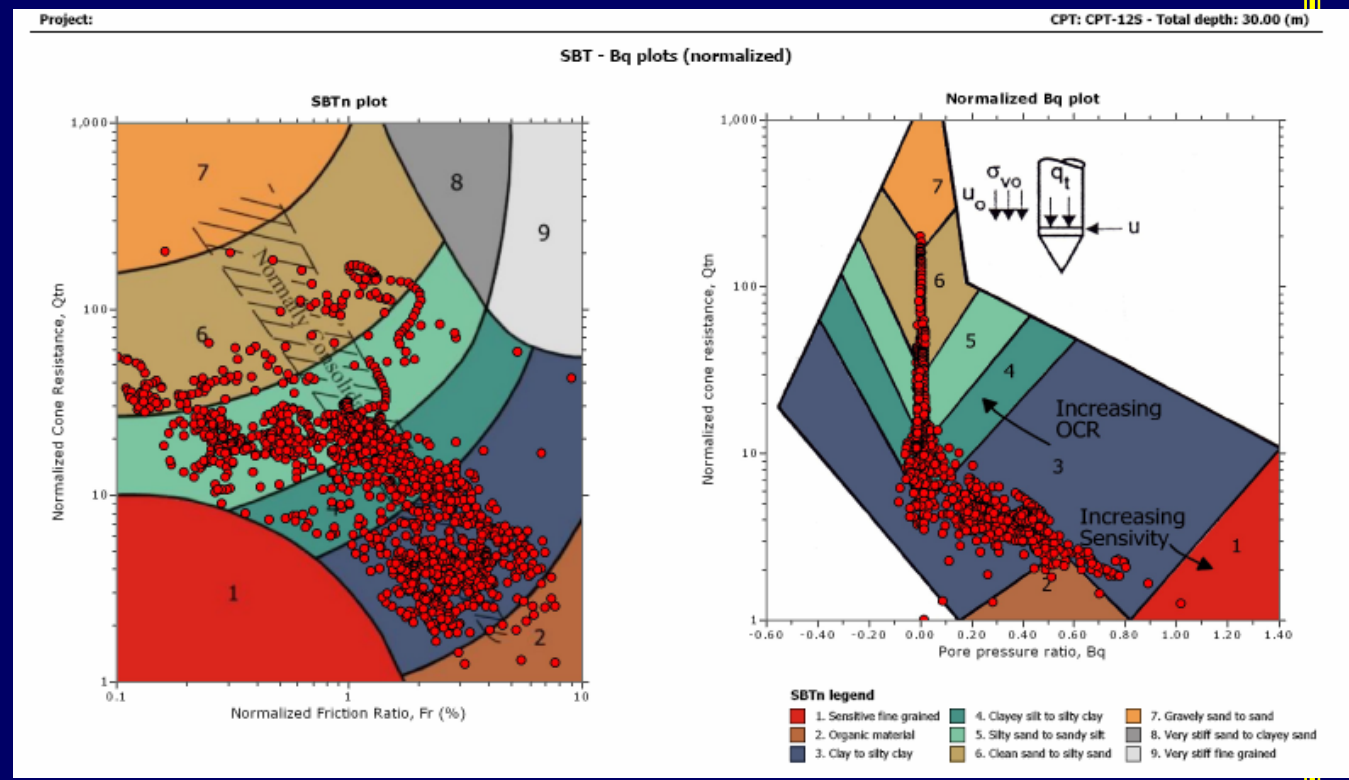 Project:
CPT: CPT-12S - Total depth: 30.00 (m)
SBT - Bq plots (normalized)
SBTn plot
1,000
100
10
1
0.1
1
10
Normalized Cone Resistance, Qtn
Normalized Friction Ratio, Fr (%)
7
8
9
6
Normally Consolid
4
1
2
Normalized Bq plot
1,000
100
10
1
-0.60
-0.40
-0.20
0.00
0.20
0.40
0.60
0.80
1.00
1.20
1.40
Normalized cone resistance, Qtn
Pore pressure ratio, Bq
7
6
5
4
3
2
1
σvo
uo
qt
u
Increasing
OCR
Increasing
Sensivity
SBTn legend
1. Sensitive fine grained
2. Organic material
3. Clay to silty clay
4. Clayey silt to silty clay
5. Silty sand to sandy silt
6. Clean sand to silty sand
7. Gravely sand to sand
8. Very stiff sand to clayey sand
9. Very stiff fine grained